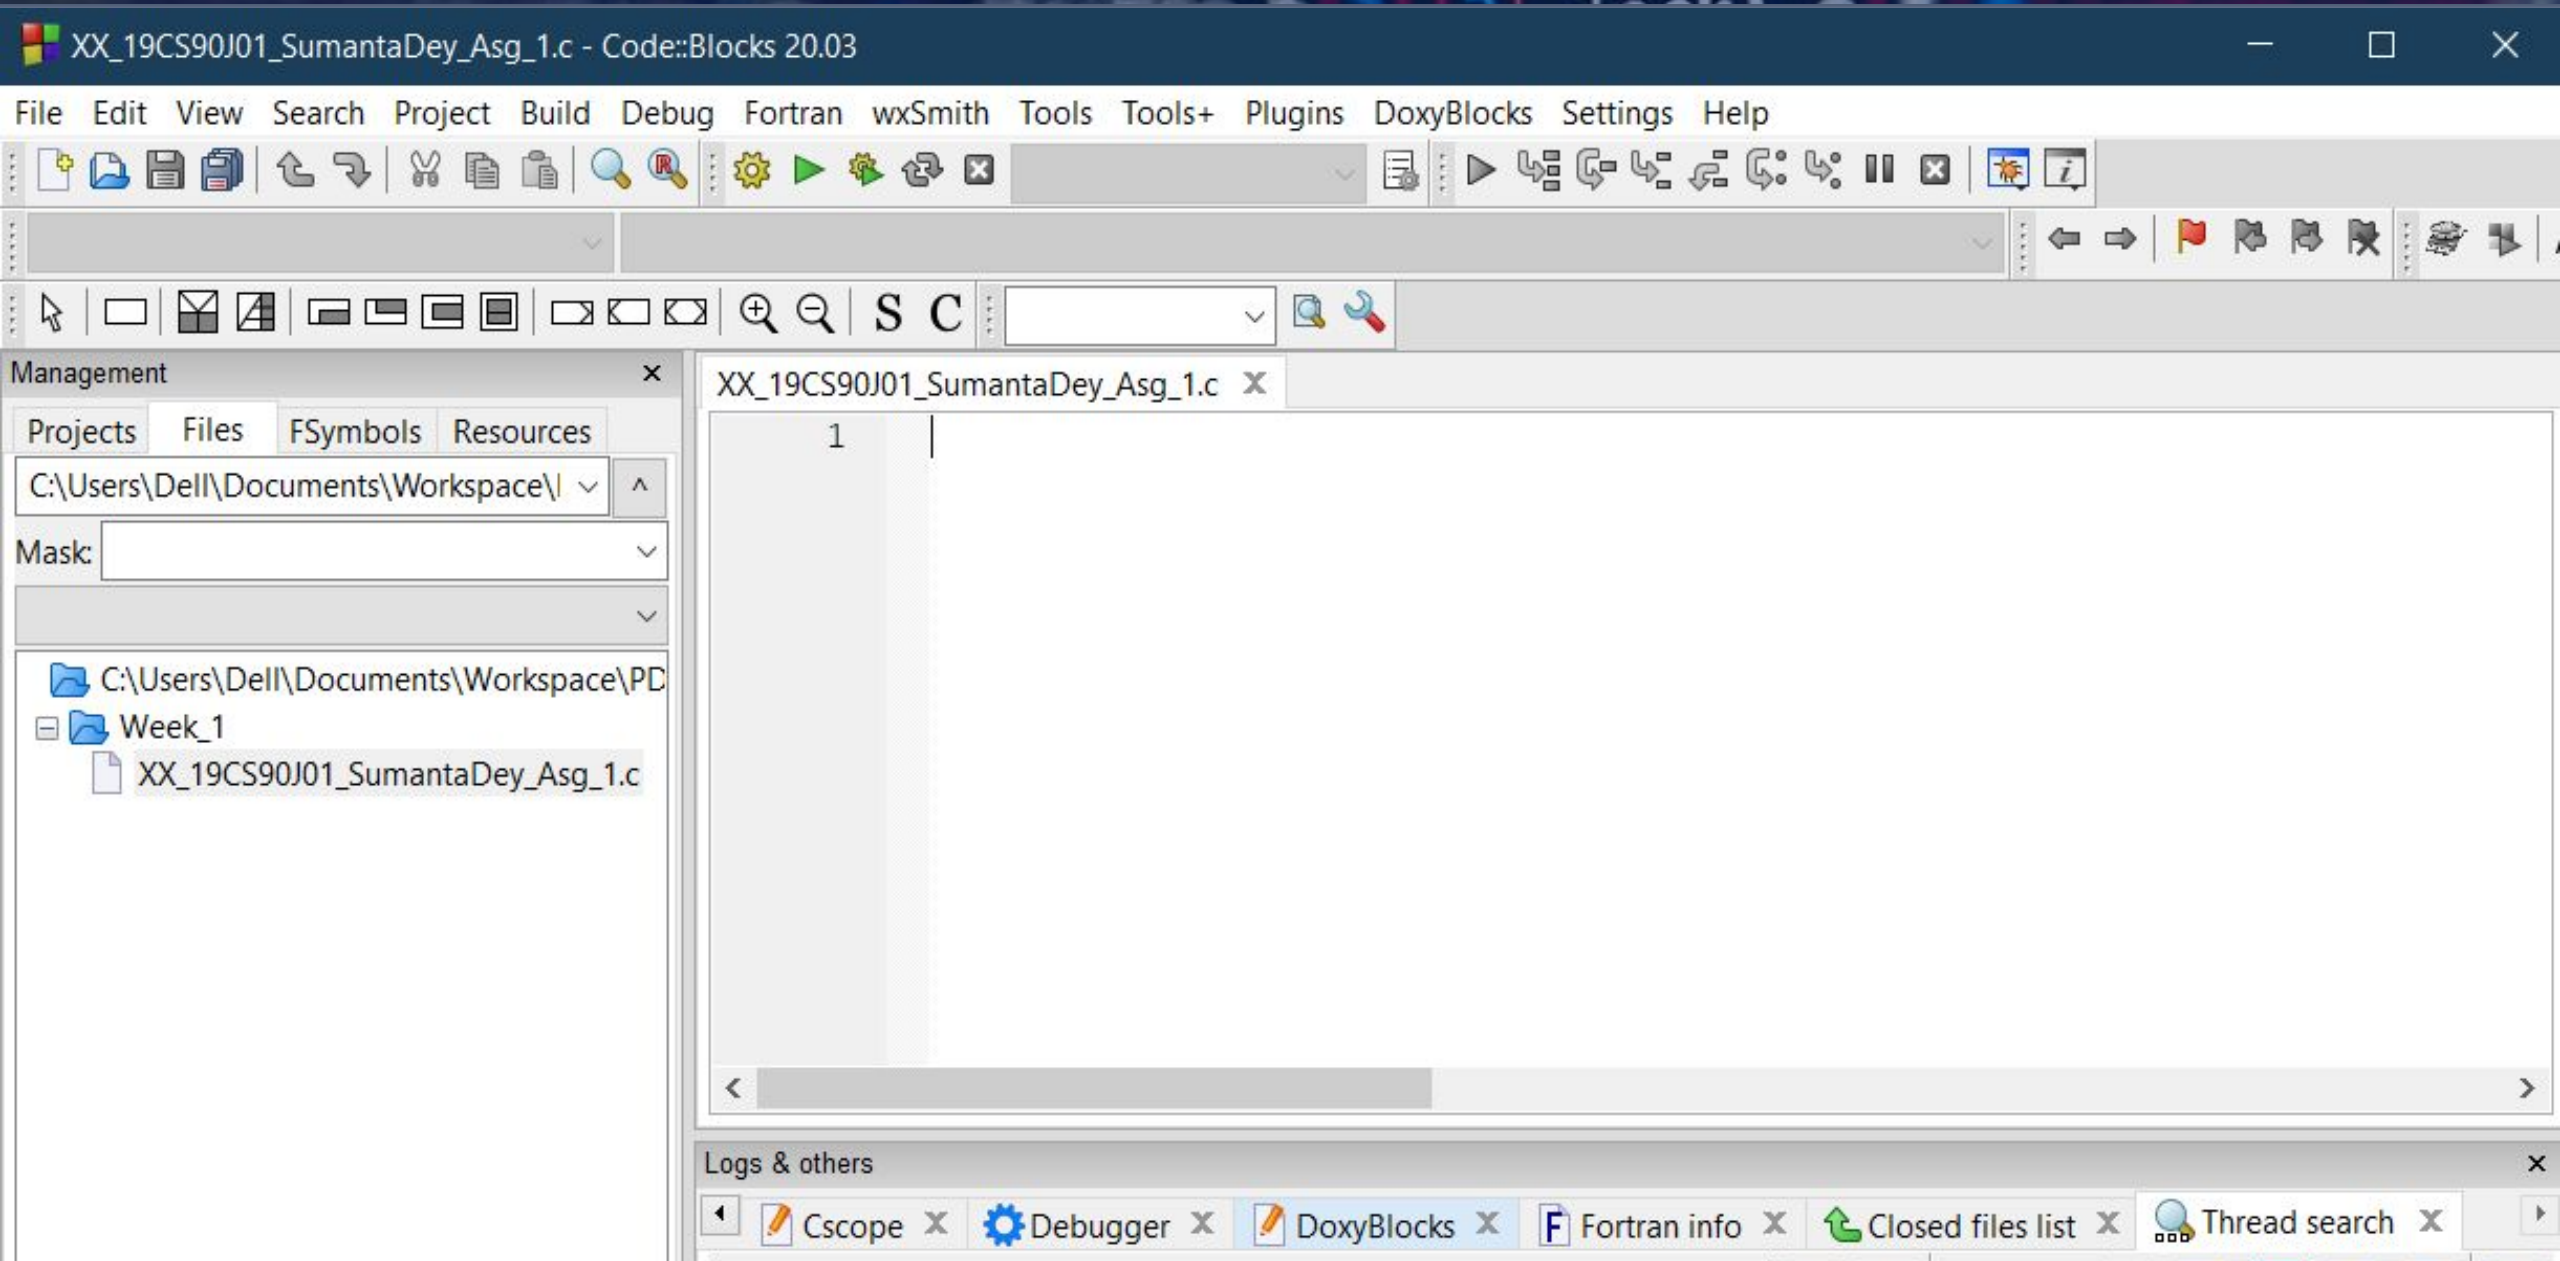 XX_19CS90J01_SumantaDey_Asg_1.c - Code::Blocks 20.03
File Edit View Search Project Build Debug Fortran wxSmith Tools Tools+ Plugins DoxyBlocks Settings Help
S C
Management
Projects Files FSymbols Resources
C:\Users\Dell\Documents\Workspace\
Mask:
C:\Users\Dell\Documents\Workspace\PD
Week_1
XX_19CS90J01_SumantaDey_Asg_1.c
XX_19CS90J01_SumantaDey_Asg_1.c
1
Logs & others
Cscope Debugger DoxyBlocks Fortran info Closed files list Thread search